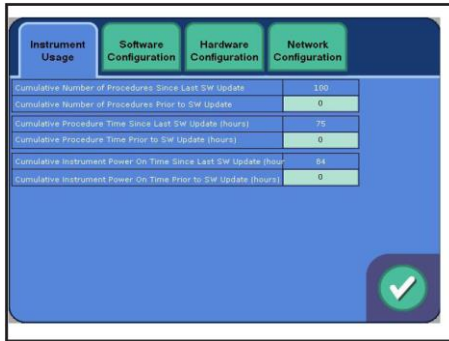 Instrument Usage
Software Configuration
Hardware Configuration
Network Configuration
Cumulative Number of Procedures Since Last SW Update 100
Cumulative Number of Procedures Prior to SW Update 0
Cumulative Procedure Time Since Last SW Update (hours) 75
Cumulative Procedure Time Prior to SW Update (hours) 0
Cumulative Instrument Power On Time Since Last SW Update (hour 84
Cumulative Instrument Power On Time Prior to SW Update (hours) 0